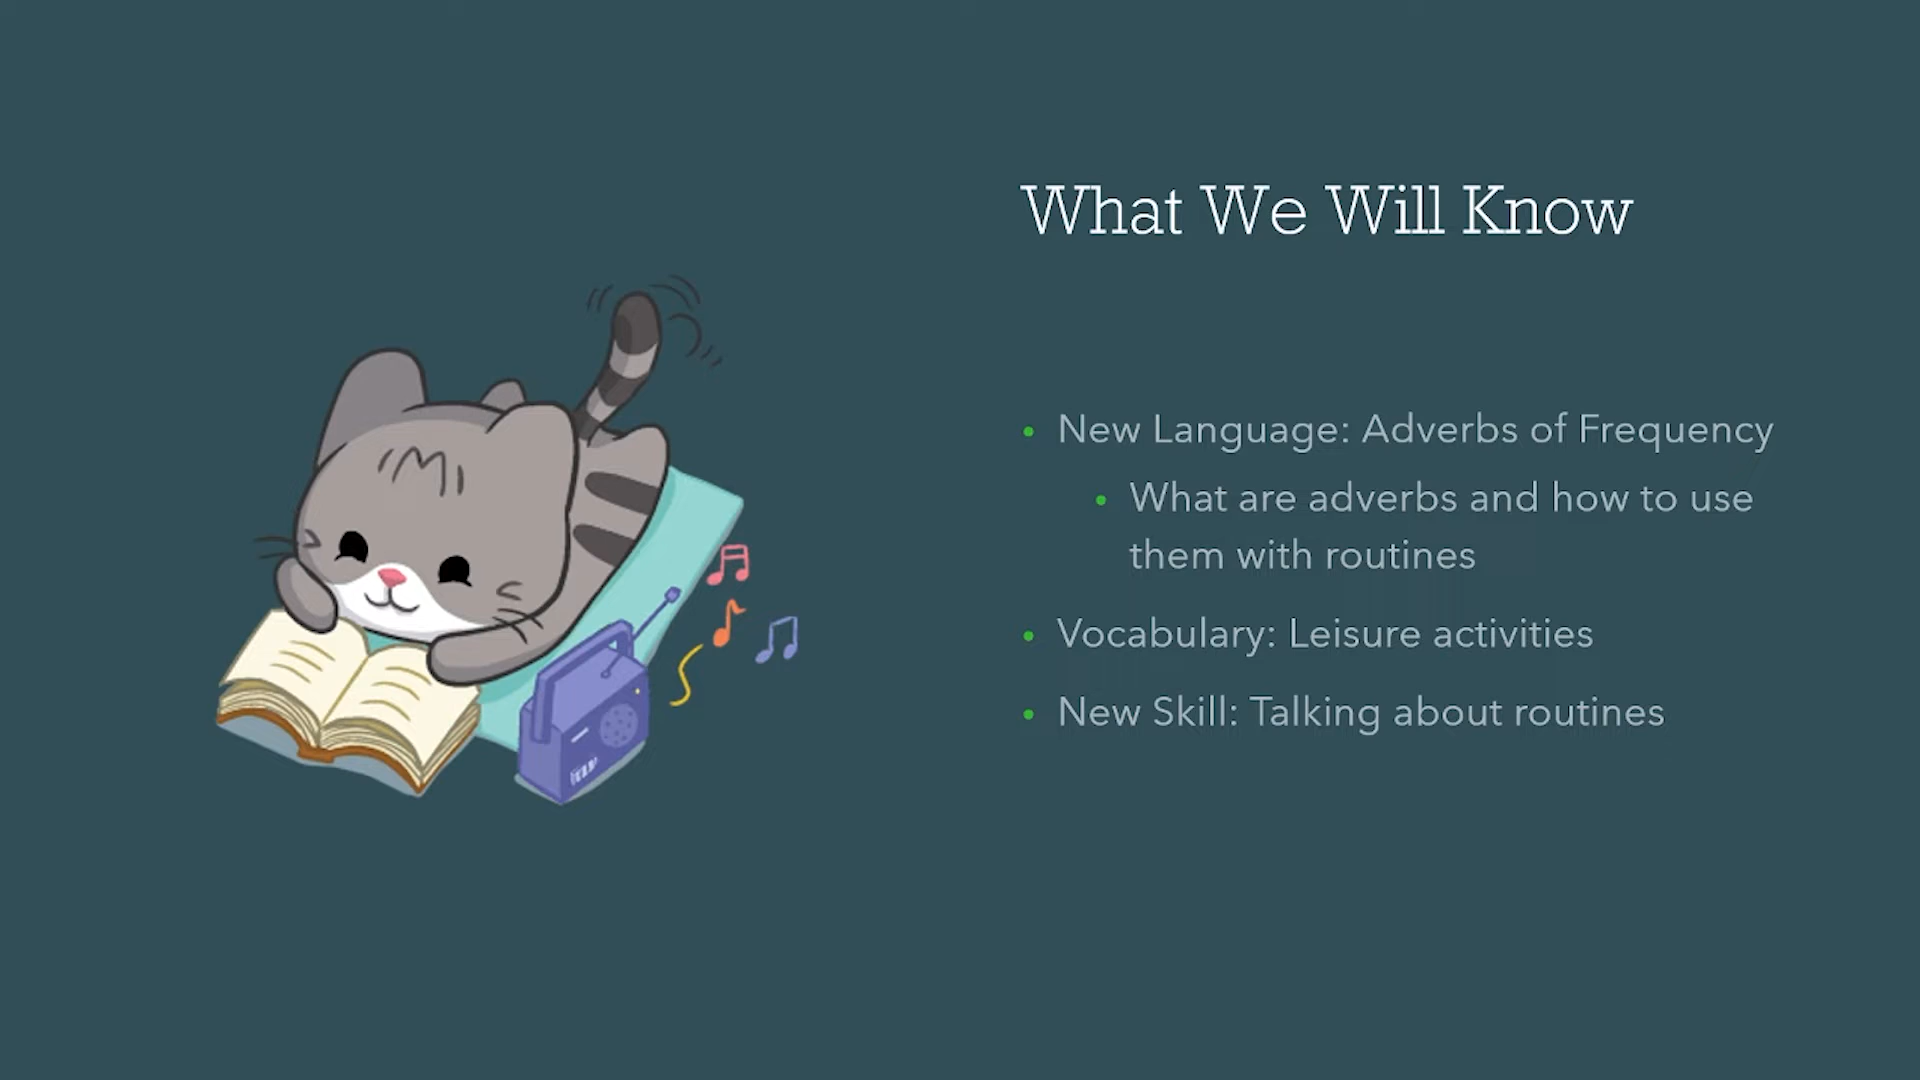 What We Will Know
• New Language: Adverbs of Frequency
• What are adverbs and how to use
them with routines
• Vocabulary: Leisure activities
• New Skill: Talking about routines